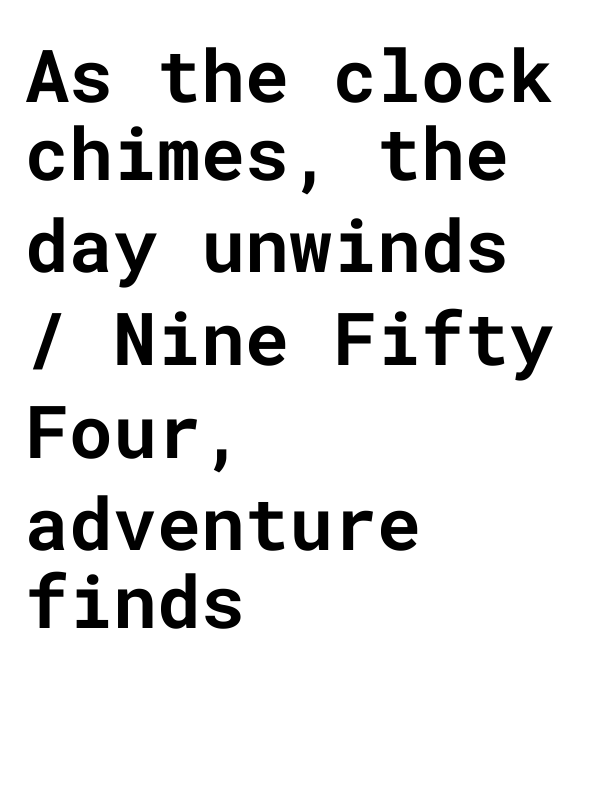 As the clock
chimes, the
day unwinds
/ Nine Fifty
Four,
adventure
finds